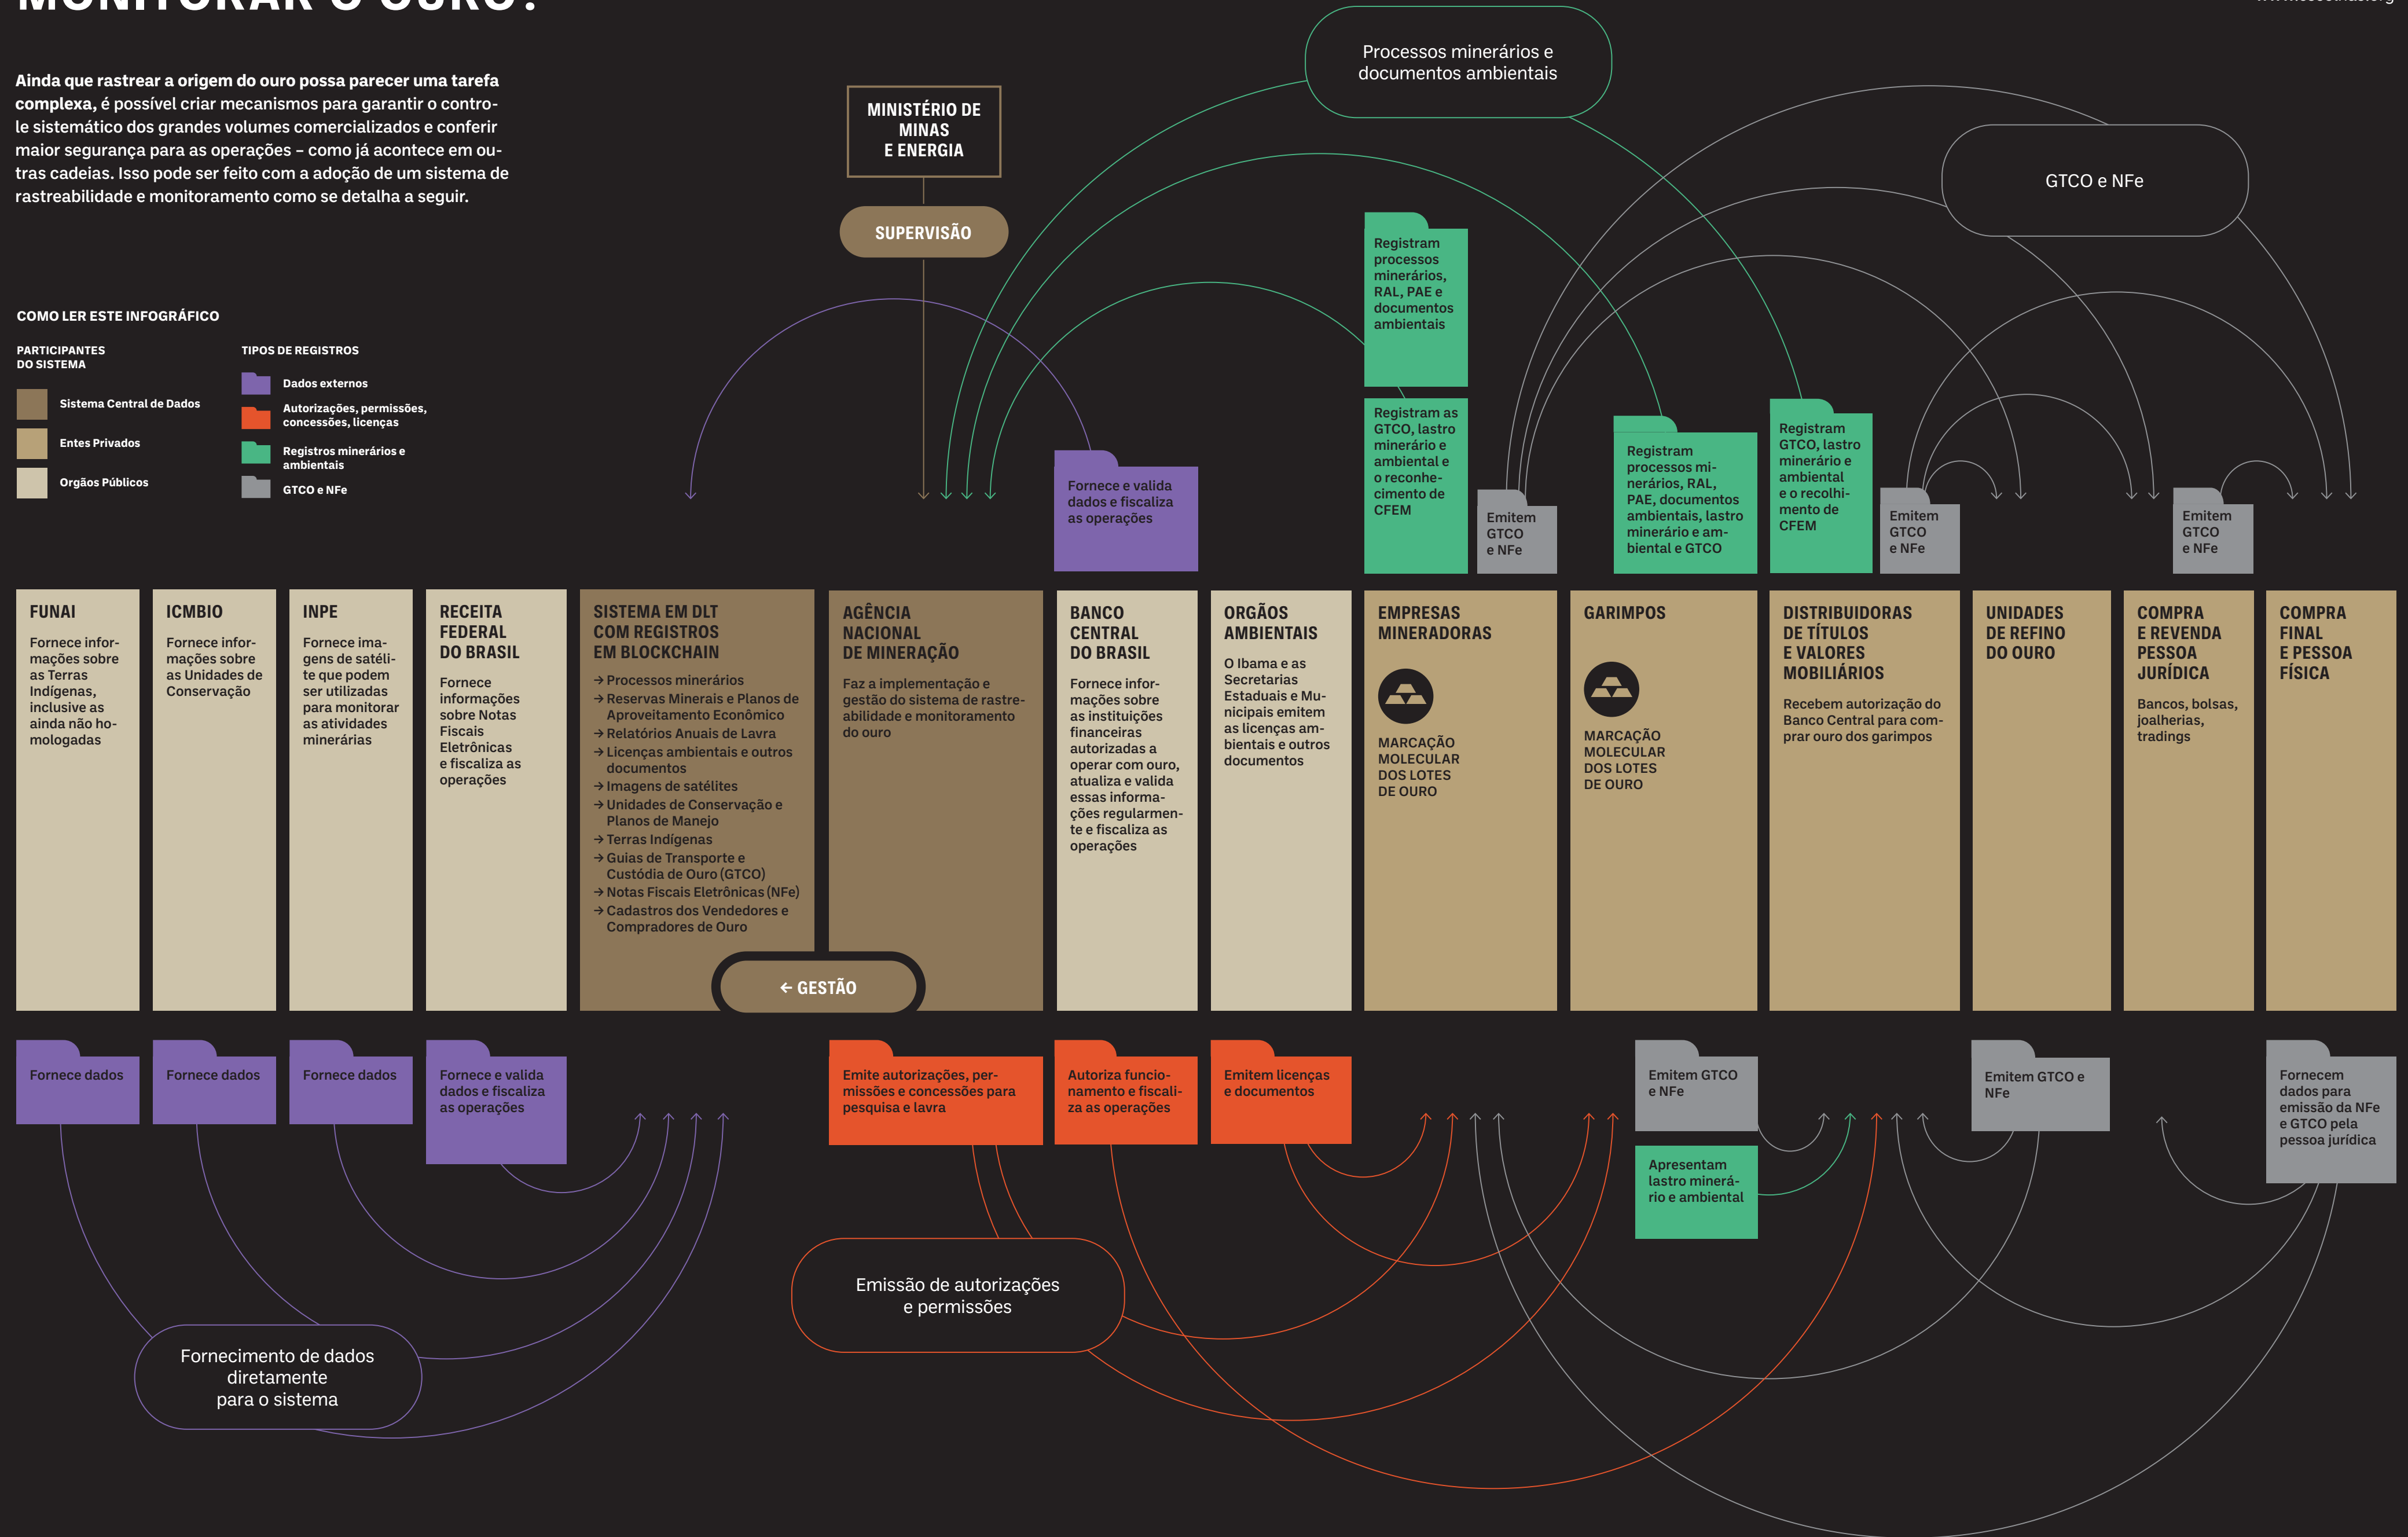 MONITORAR O OURO?
Ainda que rastrear a origem do ouro possa parecer uma tarefa
complexa, é possível criar mecanismos para garantir o contro-
le sistemático dos grandes volumes comercializados e conferir
maior segurança para as operações – como já acontece em ou-
tras cadeias. Isso pode ser feito com a adoção de um sistema de
rastreabilidade e monitoramento como se detalha a seguir.
COMO LER ESTE INFOGRÁFICO
PARTICIPANTES
DO SISTEMA
Sistema Central de Dados
Entes Privados
Orgãos Públicos
TIPOS DE REGISTROS
Dados externos
Autorizações, permissões,
concessões, licenças
Registros minerários e
ambientais
GTCO e NFe
MINISTÉRIO DE
MINAS
E ENERGIA
SUPERVISÃO
Processos minerários e
documentos ambientais
GTCO e NFe
Fornece e valida
dados e fiscaliza
as operações
Registram
processos
minerários,
RAL, PAE e
documentos
ambientais
Registram as
GTCO, lastro
minerário e
ambiental e
o reconhe-
cimento de
CFEM
Emitem
GTCO
e NFe
Registram
processos mi-
nerários, RAL,
PAE, documentos
ambientais, lastro
minerário e am-
biental e GTCO
Registram
GTCO, lastro
minerário e
ambiental
e o recolhi-
mento de
CFEM
Emitem
GTCO
e NFe
Emitem
GTCO
e NFe
FUNAI
Fornece infor-
mações sobre
as Terras
Indígenas,
inclusive as
ainda não ho-
mologadas
ICMBIO
Fornece infor-
mações sobre
as Unidades de
Conservação
INPE
Fornece ima-
gens de satéli-
te que podem
ser utilizadas
para monitorar
as atividades
minerárias
RECEITA
FEDERAL
DO BRASIL
Fornece
informações
sobre Notas
Fiscais
Eletrônicas
e fiscaliza as
operações
SISTEMA EM DLT
COM REGISTROS
EM BLOCKCHAIN
→ Processos minerários
→ Reservas Minerais e Planos de
Aproveitamento Econômico
→ Relatórios Anuais de Lavra
→ Licenças ambientais e outros
documentos
→ Imagens de satélites
→ Unidades de Conservação e
Planos de Manejo
→ Terras Indígenas
→ Guias de Transporte e
Custódia de Ouro (GTCO)
→ Notas Fiscais Eletrônicas (NFe)
→ Cadastros dos Vendedores e
Compradores de Ouro
AGÊNCIA
NACIONAL
DE MINERAÇÃO
Faz a implementação e
gestão do sistema de rastre-
abilidade e monitoramento
do ouro
← GESTÃO
BANCO
CENTRAL
DO BRASIL
Fornece infor-
mações sobre
as instituições
financeiras
autorizadas a
operar com ouro,
atualiza e valida
essas informa-
ções regularmen-
te e fiscaliza as
operações
ORGÃOS
AMBIENTAIS
O Ibama e as
Secretarias
Estaduais e Mu-
nicipais emitem
as licenças am-
bientais e outros
documentos
EMPRESAS
MINERADORAS
MARCAÇÃO
MOLECULAR
DOS LOTES
DE OURO
GARIMPOS
MARCAÇÃO
MOLECULAR
DOS LOTES
DE OURO
DISTRIBUIDORAS
DE TÍTULOS
E VALORES
MOBILIÁRIOS
Recebem autorização do
Banco Central para com-
prar ouro dos garimpos
UNIDADES
DE REFINO
DO OURO
COMPRA
E REVENDA
PESSOA
JURÍDICA
Bancos, bolsas,
joalherias,
tradings
COMPRA
FINAL
E PESSOA
FÍSICA
Fornece dados
Fornece dados
Fornece dados
Fornece e valida
dados e fiscaliza
as operações
Emite autorizações, per-
missões e concessões para
pesquisa e lavra
Autoriza funcio-
namento e fiscali-
za as operações
Emitem licenças
e documentos
Emitem GTCO
e NFe
Apresentam
lastro minerá-
rio e ambiental
Emitem GTCO e
NFe
Fornecem
dados para
emissão da NFe
e GTCO pela
pessoa jurídica
Emissão de autorizações
e permissões
Fornecimento de dados
diretamente
para o sistema